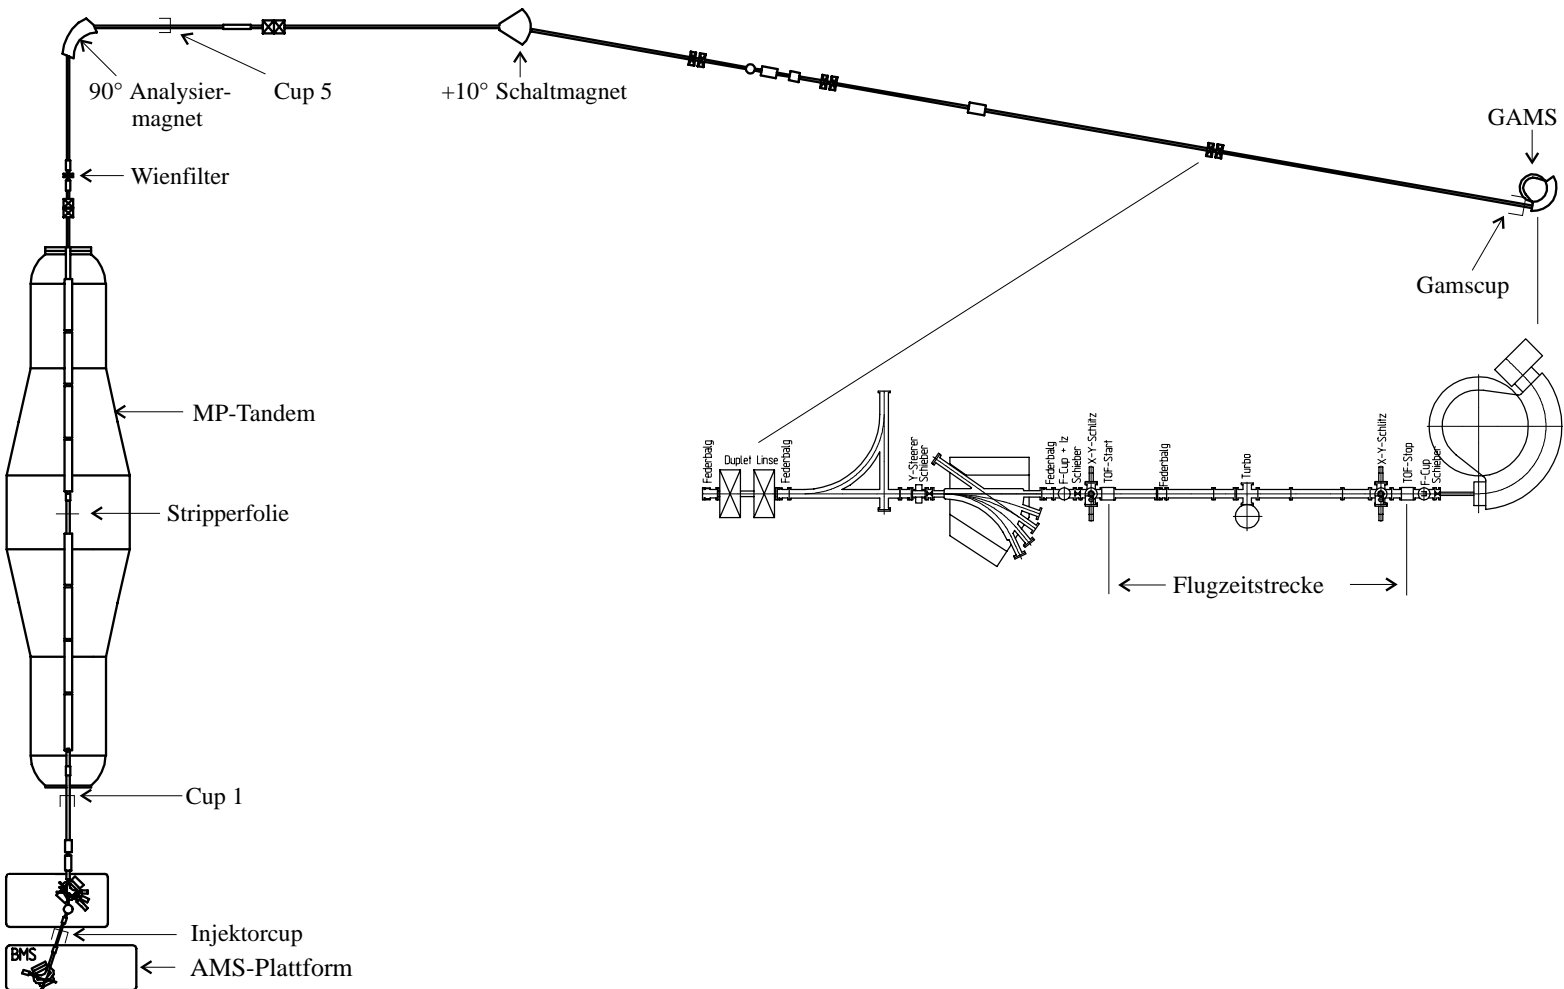 90° Analysier-
magnet
Cup 5
+10° Schaltmagnet
GAMS
Wienfilter
Gamscup
MP-Tandem
Stripperfolie
Federbalg
Duplet Linse
Federbalg
Y-Steerer
Schieber
Federbalg
F-Cup + Iz
Schieber
X-Y-Schlitz
TOF-Start
Federbalg
Turbo
X-Y-Schlitz
TOF-Stop
F-Cup
Schieber
Flugzeitstrecke
Cup 1
Injektorcup
BMS
AMS-Plattform